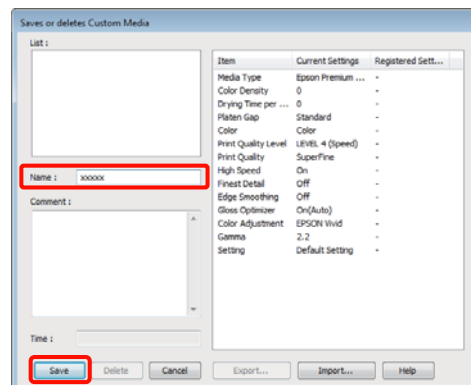 Saves or deletes Custom Media
List :
Item Current Settings Registered Sett...
Media Type Epson Premium ... -
Color Density 0 -
Drying Time per ... 0 -
Platen Gap Standard -
Color Color -
Print Quality Level LEVEL 4 (Speed) -
Print Quality SuperFine -
High Speed On -
Finest Detail Off -
Edge Smoothing Off -
Gloss Optimizer On(Auto) -
Color Adjustment EPSON Vivid -
Gamma 2.2 -
Setting Default Setting -
Name : xxxxx
Comment :
Time :
Save Delete Cancel Export... Import... Help